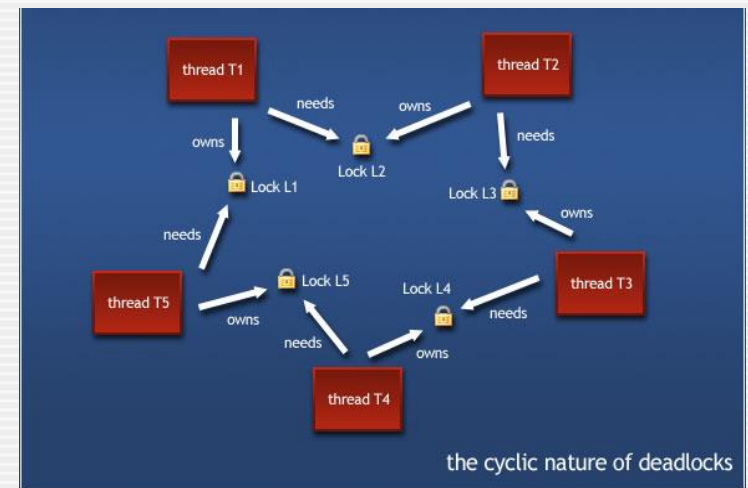 thread T1
thread T2
needs
owns
owns
needs
Lock L2
Lock L1
Lock L3
owns
needs
thread T5
Lock L5
Lock L4
thread T3
owns
needs
needs
owns
thread T4
the cyclic nature of deadlocks